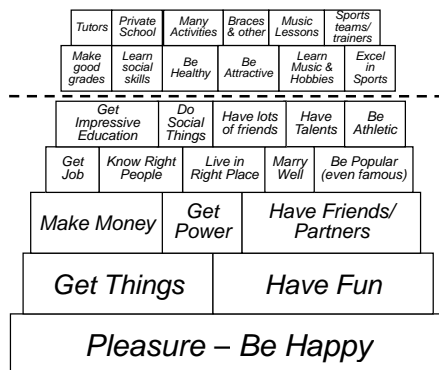 Tutors
Private
School
Many
Activities
Braces
& other
Music
Lessons
Sports
teams/
trainers
Make
good
grades
Learn
social
skills
Be
Healthy
Be
Attractive
Learn
Music &
Hobbies
Excel
in
Sports
Get
Impressive
Education
Do
Social
Things
Have lots
of friends
Have
Talents
Be
Athletic
Get
Job
Know Right
People
Live in
Right Place
Marry
Well
Be Popular
(even famous)
Make Money
Get
Power
Have Friends/
Partners
Get Things
Have Fun
Pleasure – Be Happy